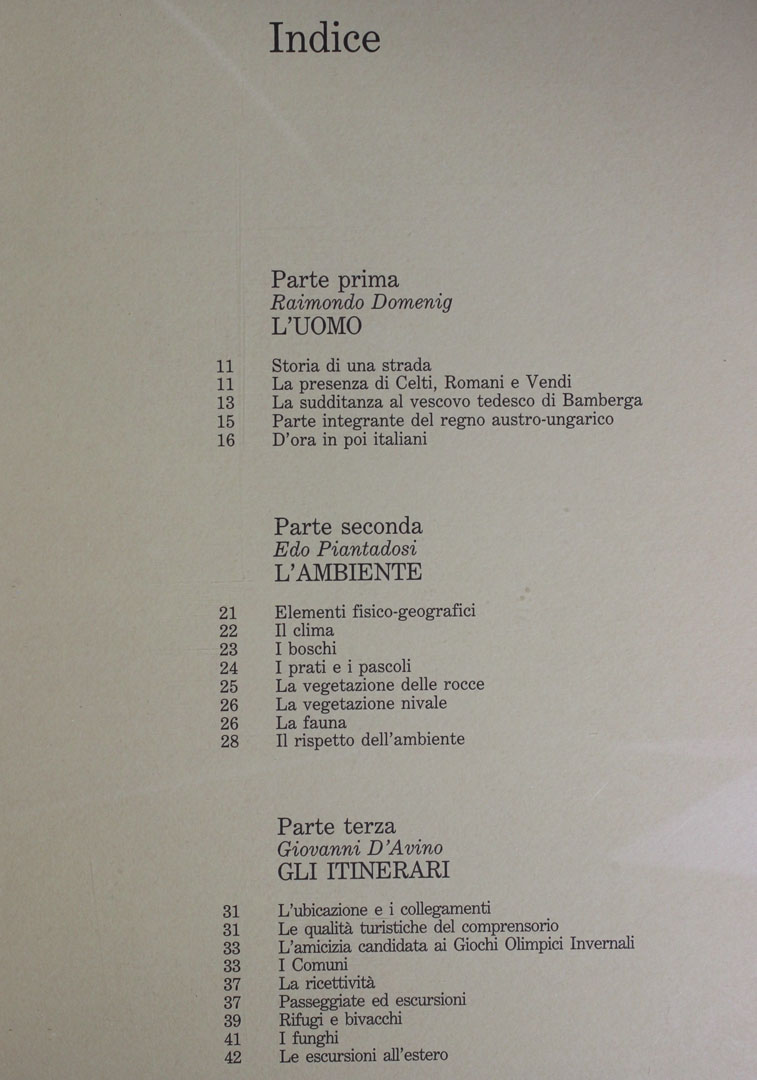 Indice
Parte prima
Raimondo Domenig
L'UOMO
11 Storia di una strada
11 La presenza di Celti, Romani e Vendi
13 La sudditanza al vescovo tedesco di Bamberga
15 Parte integrante del regno austro-ungarico
16 D'ora in poi italiani
Parte seconda
Edo Piantadosi
L'AMBIENTE
21 Elementi fisico-geografici
22 Il clima
23 I boschi
24 I prati e i pascoli
25 La vegetazione delle rocce
26 La vegetazione nivale
26 La fauna
28 Il rispetto dell'ambiente
Parte terza
Giovanni D'Avino
GLI ITINERARI
31 L'ubicazione e i collegamenti
31 Le qualità turistiche del comprensorio
33 L'amicizia candidata ai Giochi Olimpici Invernali
33 I Comuni
37 La ricettività
37 Passeggiate ed escursioni
39 Rifugi e bivacchi
41 I funghi
42 Le escursioni all'estero